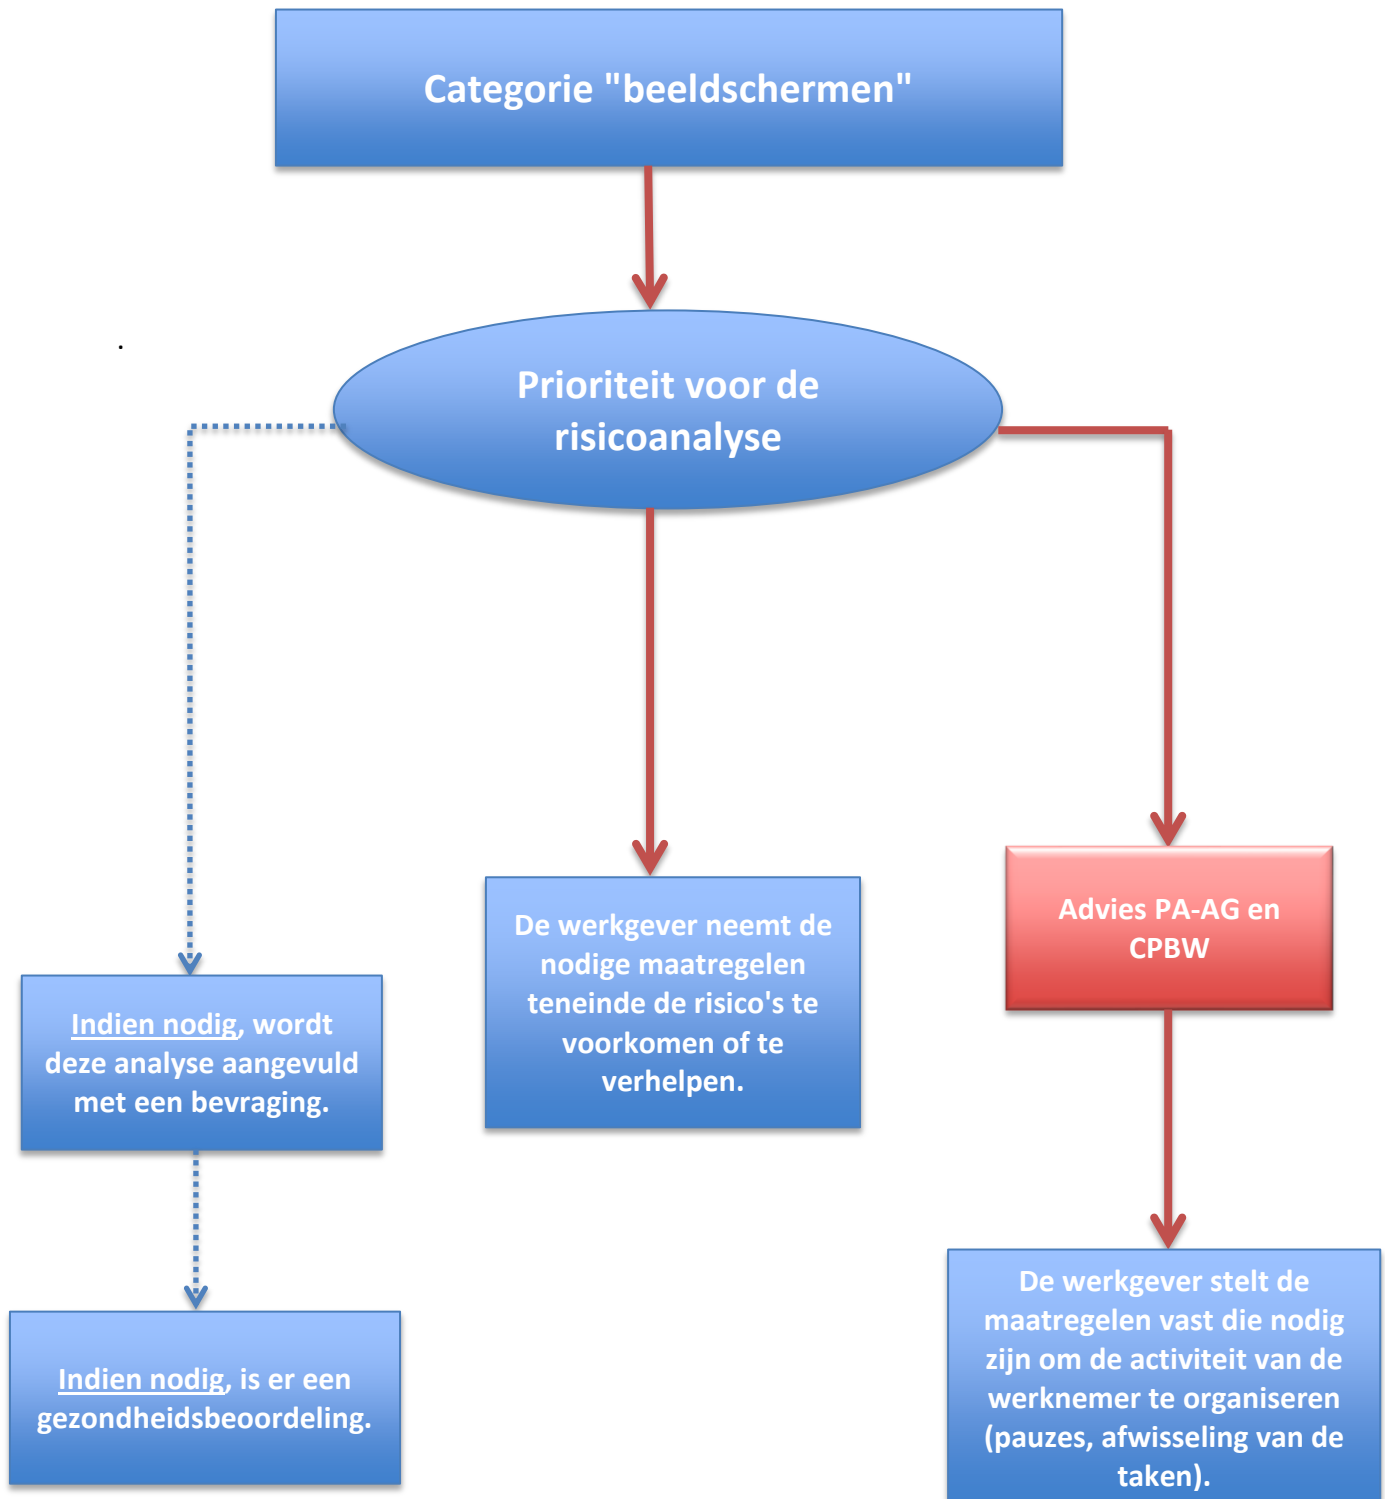 Categorie "beeldschermen"
.
Prioriteit voor de
risicoanalyse
De werkgever neemt de
nodige maatregelen
teneinde de risico's te
voorkomen of te
verhelpen.
Advies PA-AG en
CPBW
Indien nodig, wordt
deze analyse aangevuld
met een bevraging.
De werkgever stelt de
maatregelen vast die nodig
zijn om de activiteit van de
werknemer te organiseren
(pauzes, afwisseling van de
taken).
Indien nodig, is er een
gezondheidsbeoordeling.